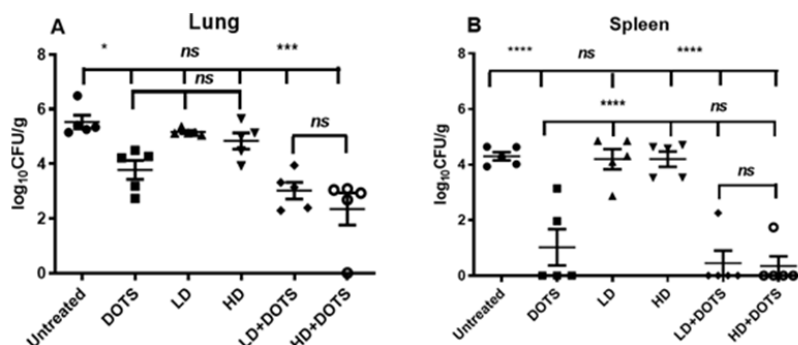 A Lung
* ns ***
ns
ns
log10CFU/g
8
6
4
2
0
Untreated
DOTS
LD
HD
LD+DOTS
HD+DOTS
B Spleen
**** ns ****
**** ns
ns
log10CFU/g
8
6
4
2
0
Untreated
DOTS
LD
HD
LD+DOTS
HD+DOTS